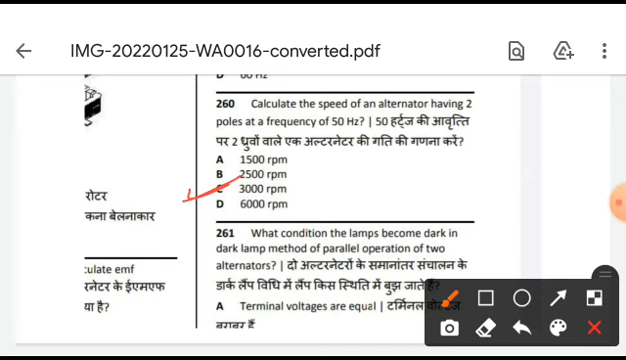 IMG-20220125-WA0016-converted.pdf
D 60 Hz
260 Calculate the speed of an alternator having 2
poles at a frequency of 50 Hz? | 50 हर्ट्ज की आवृत्ति
पर 2 ध्रुवों वाले एक अल्टरनेटर की गति की गणना करें?
A 1500 rpm
B 2500 rpm
C 3000 rpm
D 6000 rpm
261 What condition the lamps become dark in
dark lamp method of parallel operation of two
alternators? | दो अल्टरनेटरों के समानांतर संचालन के
डार्क लैंप विधि में लैंप किस स्थिति में बुझ जाते हैं?
A Terminal voltages are equal | टर्मिनल वोल्टेज
बराबर हैं
रोटर
कना बेलनाकार
:ulate emf
रनेटर के ईएमएफ
या है?